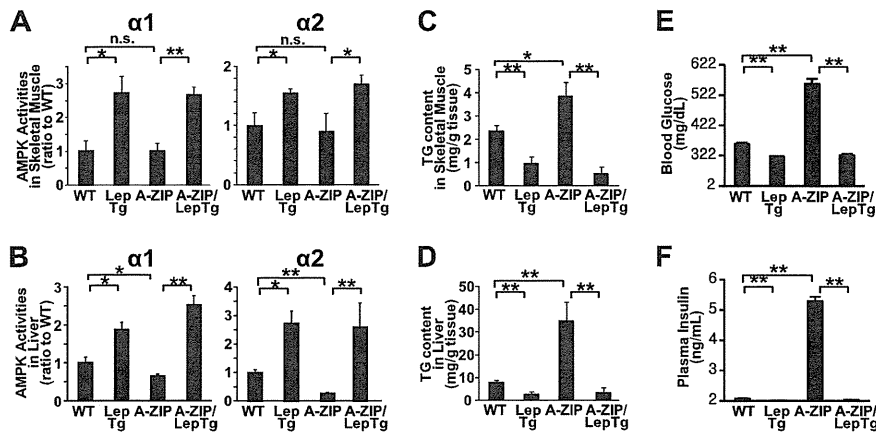 A
α1
α2
AMPK Activities
in Skeletal Muscle
(ratio to WT)
n.s.
*
**
3
2
1
0
WT
Lep
Tg
A-ZIP
A-ZIP/
LepTg
n.s.
*
*
2
1
0
WT
Lep
Tg
A-ZIP
A-ZIP/
LepTg
C
TG content
in Skeletal Muscle
(mg/g tissue)
*
**
**
5
4
3
2
1
0
WT
Lep
Tg
A-ZIP
A-ZIP/
LepTg
E
Blood Glucose
(mg/dL)
**
**
**
622
522
422
322
2
WT
Lep
Tg
A-ZIP
A-ZIP/
LepTg
B
α1
α2
AMPK Activities
in Liver
(ratio to WT)
*
*
**
3
2
1
0
WT
Lep
Tg
A-ZIP
A-ZIP/
LepTg
**
*
**
4
3
2
1
0
WT
Lep
Tg
A-ZIP
A-ZIP/
LepTg
D
TG content
in Liver
(mg/g tissue)
**
**
**
50
40
30
20
10
0
WT
Lep
Tg
A-ZIP
A-ZIP/
LepTg
F
Plasma Insulin
(ng/mL)
**
**
**
6
5
4
3
2
WT
Lep
Tg
A-ZIP
A-ZIP/
LepTg